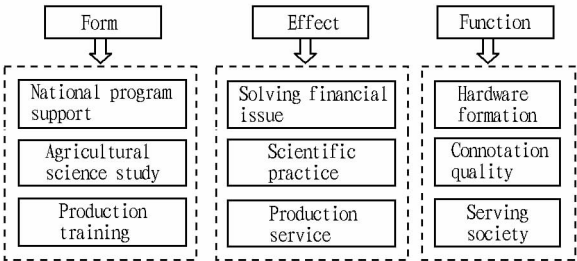 Form
Effect
Function
National program
support
Solving financial
issue
Hardware
formation
Agricultural
science study
Scientific
practice
Connotation
quality
Production
training
Production
service
Serving
society